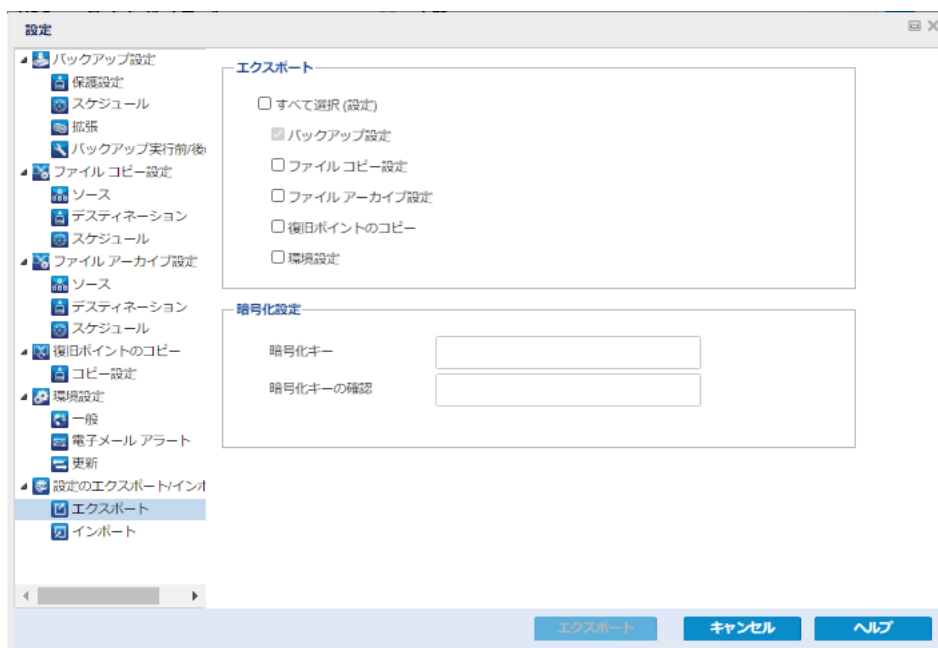 設定
バックアップ設定
保護設定
スケジュール
拡張
バックアップ実行前/後
ファイル コピー設定
ソース
デスティネーション
スケジュール
ファイル アーカイブ設定
ソース
デスティネーション
スケジュール
復旧ポイントのコピー
コピー設定
環境設定
一般
電子メール アラート
更新
設定のエクスポート/インポ
エクスポート
インポート
エクスポート
すべて選択 (設定)
バックアップ設定
ファイル コピー設定
ファイル アーカイブ設定
復旧ポイントのコピー
環境設定
暗号化設定
暗号化キー
暗号化キーの確認
エクスポート
キャンセル
ヘルプ